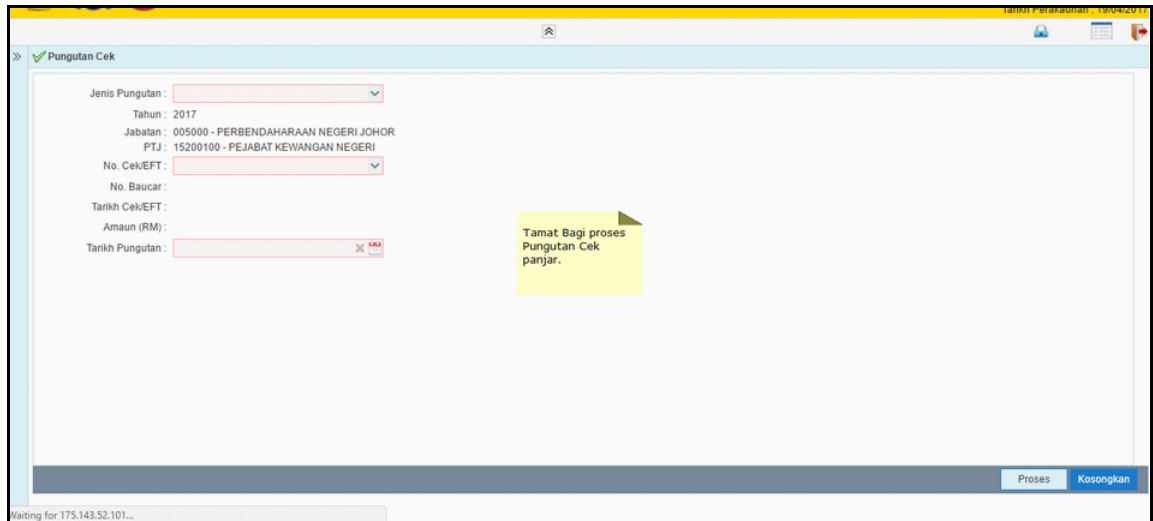 Tarikh Perakaunan : 19/04/2017
Pungutan Cek
Jenis Pungutan :
Tahun : 2017
Jabatan : 005000 - PERBENDAHARAAN NEGERI JOHOR
PTJ : 15200100 - PEJABAT KEWANGAN NEGERI
No. Cek/EFT :
No. Baucar :
Tarikh Cek/EFT :
Amaun (RM) :
Tarikh Pungutan :
Tamat Bagi proses
Pungutan Cek
panjar.
Proses Kosongkan
Waiting for 175.143.52.101...